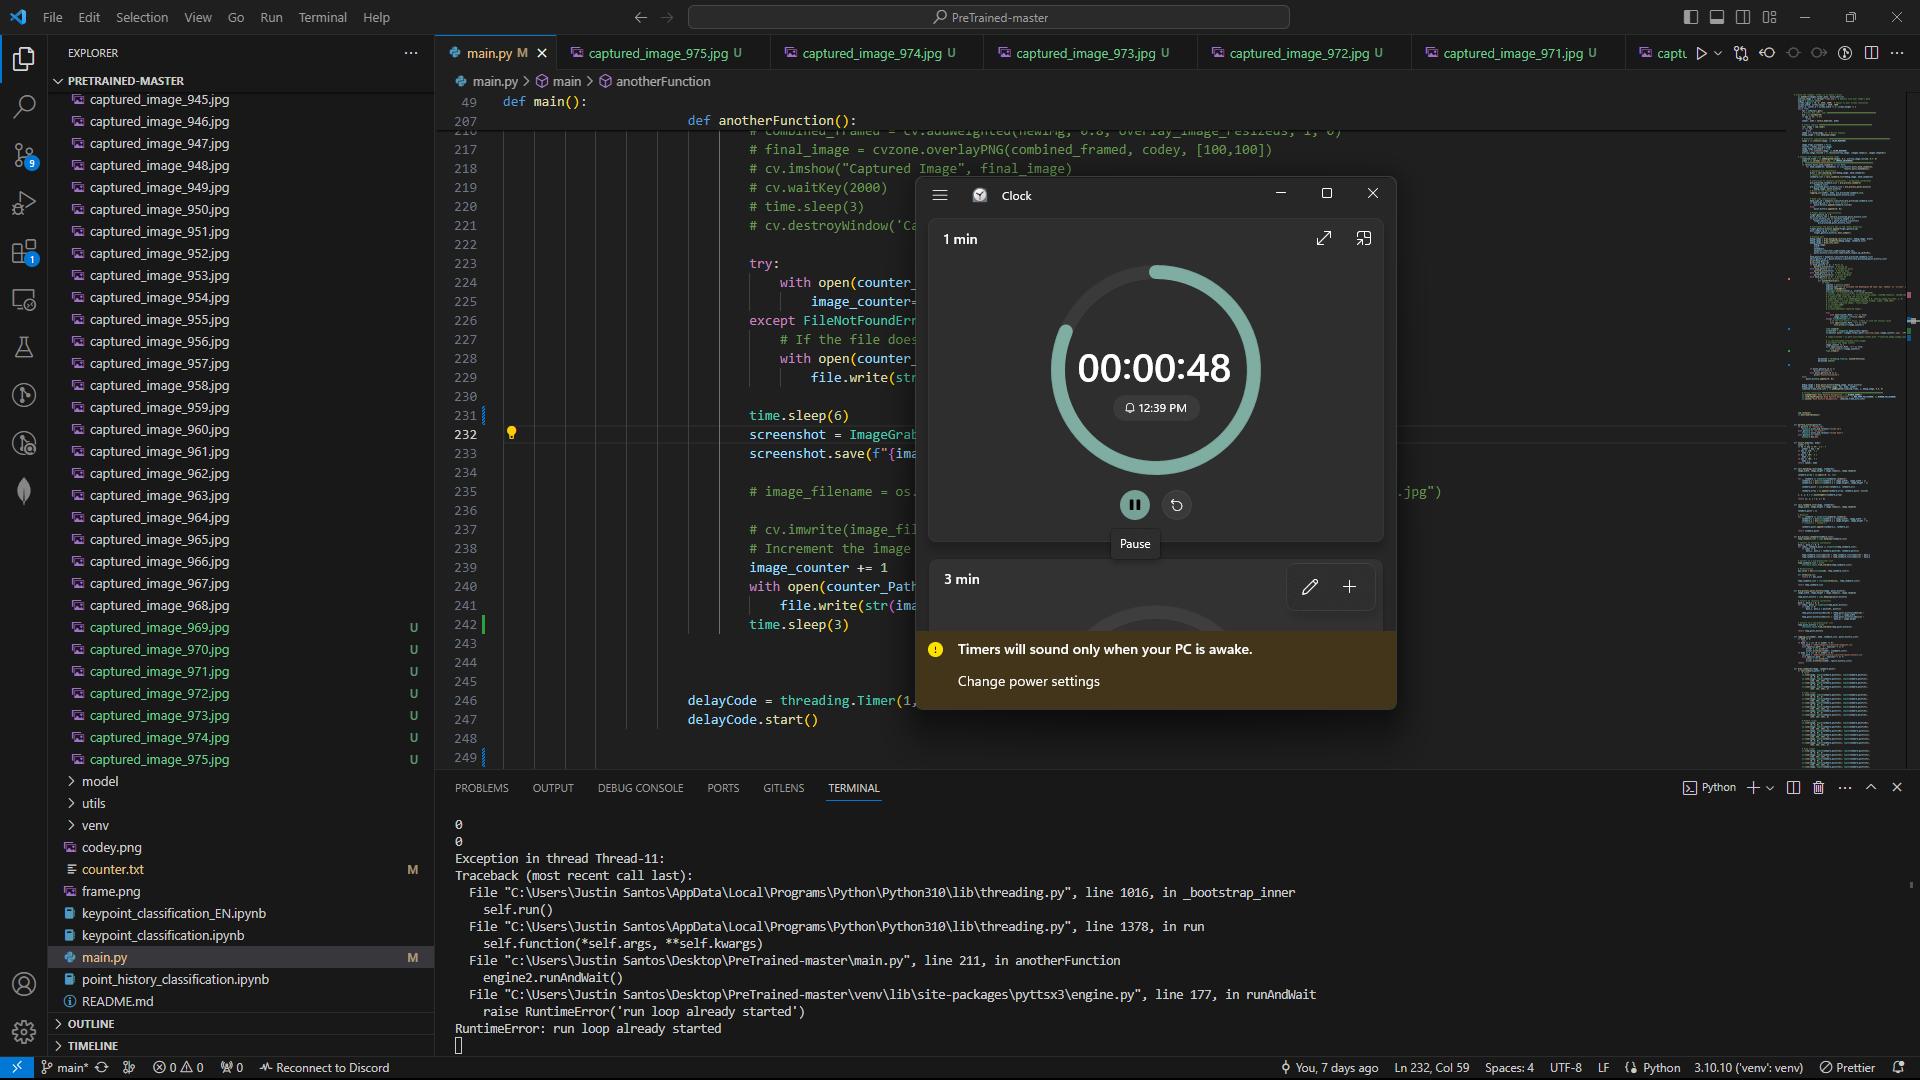 File Edit Selection View Go Run Terminal Help
PreTrained-master
EXPLORER
PRETRAINED-MASTER
captured_image_945.jpg
captured_image_946.jpg
captured_image_947.jpg
captured_image_948.jpg
captured_image_949.jpg
captured_image_950.jpg
captured_image_951.jpg
captured_image_952.jpg
captured_image_953.jpg
captured_image_954.jpg
captured_image_955.jpg
captured_image_956.jpg
captured_image_957.jpg
captured_image_958.jpg
captured_image_959.jpg
captured_image_960.jpg
captured_image_961.jpg
captured_image_962.jpg
captured_image_963.jpg
captured_image_964.jpg
captured_image_965.jpg
captured_image_966.jpg
captured_image_967.jpg
captured_image_968.jpg
captured_image_969.jpg U
captured_image_970.jpg U
captured_image_971.jpg U
captured_image_972.jpg U
captured_image_973.jpg U
captured_image_974.jpg U
captured_image_975.jpg U
model
utils
venv
codey.png
counter.txt M
frame.png
keypoint_classification_EN.ipynb
keypoint_classification.ipynb
main.py M
point_history_classification.ipynb
README.md
OUTLINE
TIMELINE
9
1
main.py M captured_image_975.jpg U captured_image_974.jpg U captured_image_973.jpg U captured_image_972.jpg U captured_image_971.jpg U captu
main.py > main > anotherFunction
49 def main():
207 def anotherFunction():
216 # combined_framed = cv.addWeighted(newImg, 0.8, overlay_image_resizeds, 1, 0)
217 # final_image = cvzone.overlayPNG(combined_framed, codey, [100,100])
218 # cv.imshow("Captured Image", final_image)
219 # cv.waitKey(2000)
220 # time.sleep(3)
221 # cv.destroyWindow('Ca
222
223 try:
224 with open(counter_
225 image_counter=
226 except FileNotFoundErr
227 # If the file does
228 with open(counter_
229 file.write(str
230
231 time.sleep(6)
232 screenshot = ImageGrab
233 screenshot.save(f"{ima
234
235 # image_filename = os. .jpg")
236
237 # cv.imwrite(image_fil
238 # Increment the image
239 image_counter += 1
240 with open(counter_Path
241 file.write(str(ima
242 time.sleep(3)
243
244
245
246 delayCode = threading.Timer(1,
247 delayCode.start()
248
249
Clock
1 min
00:00:48
12:39 PM
Pause
3 min
Timers will sound only when your PC is awake.
Change power settings
PROBLEMS OUTPUT DEBUG CONSOLE PORTS GITLENS TERMINAL
Python
0
0
Exception in thread Thread-11:
Traceback (most recent call last):
File "C:\Users\Justin Santos\AppData\Local\Programs\Python\Python310\lib\threading.py", line 1016, in _bootstrap_inner
self.run()
File "C:\Users\Justin Santos\AppData\Local\Programs\Python\Python310\lib\threading.py", line 1378, in run
self.function(*self.args, **self.kwargs)
File "c:\Users\Justin Santos\Desktop\PreTrained-master\main.py", line 211, in anotherFunction
engine2.runAndWait()
File "C:\Users\Justin Santos\Desktop\PreTrained-master\venv\lib\site-packages\pyttsx3\engine.py", line 177, in runAndWait
raise RuntimeError('run loop already started')
RuntimeError: run loop already started
main* 0 0 0 Reconnect to Discord You, 7 days ago Ln 232, Col 59 Spaces: 4 UTF-8 LF Python 3.10.10 ('venv': venv) Prettier